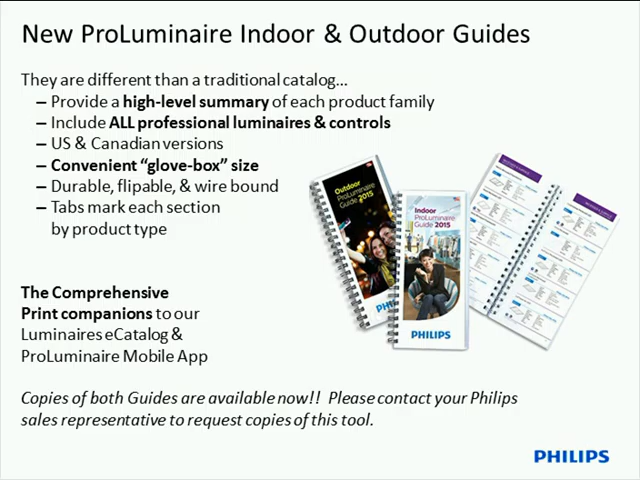 New ProLuminaire Indoor & Outdoor Guides
They are different than a traditional catalog…
– Provide a high-level summary of each product family
– Include ALL professional luminaires & controls
– US & Canadian versions
– Convenient “glove-box” size
– Durable, flipable, & wire bound
– Tabs mark each section
by product type
Outdoor
ProLuminaire
Guide 2015
Indoor
ProLuminaire
Guide 2015
PHILIPS
The Comprehensive
Print companions to our
Luminaires eCatalog &
ProLuminaire Mobile App
Copies of both Guides are available now!!  Please contact your Philips
sales representative to request copies of this tool.
PHILIPS